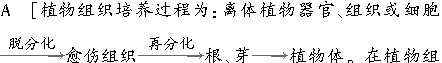 A [植物组织培养过程为:离体植物器官、组织或细胞
脱分化→愈伤组织 再分化→根、芽→植物体。在植物组